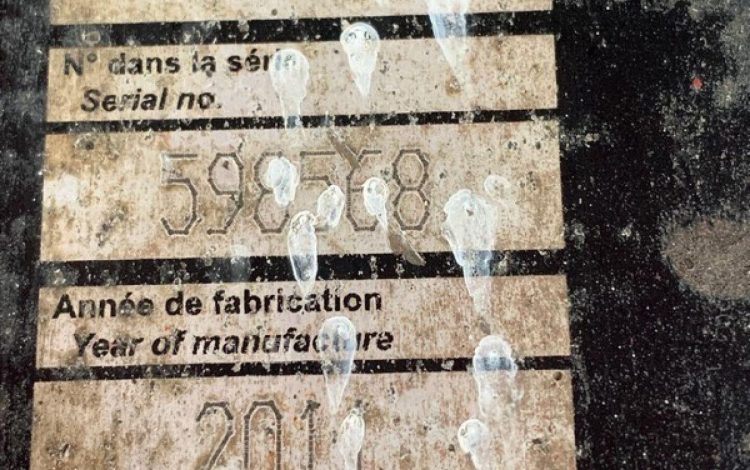 N° dans la série
Serial no.
598568
Année de fabrication
Year of manufacture